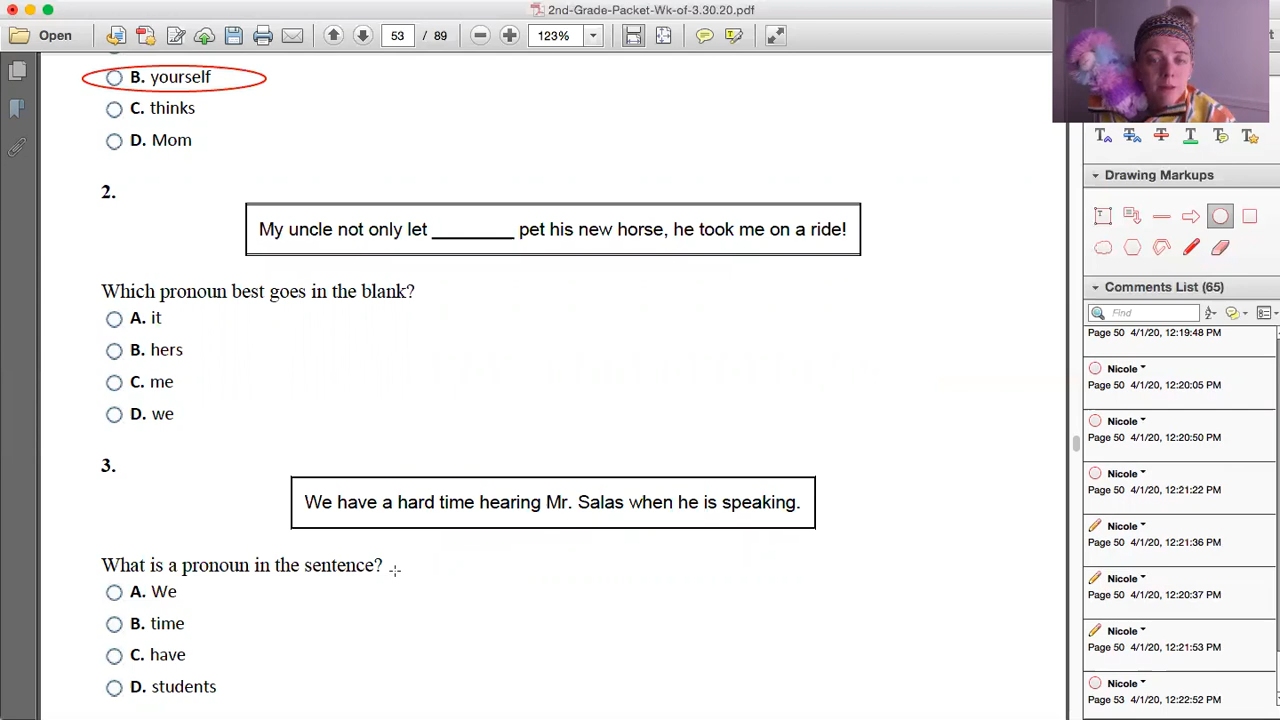 2nd-Grade-Packet-Wk-of-3.30.20.pdf
Open
53 / 89
123%
B. yourself
C. thinks
D. Mom
2.
My uncle not only let ________ pet his new horse, he took me on a ride!
Which pronoun best goes in the blank?
A. it
B. hers
C. me
D. we
3.
We have a hard time hearing Mr. Salas when he is speaking.
What is a pronoun in the sentence?
A. We
B. time
C. have
D. students
Drawing Markups
Comments List (65)
Find
Page 50 4/1/20, 12:19:48 PM
Nicole
Page 50 4/1/20, 12:20:05 PM
Nicole
Page 50 4/1/20, 12:20:50 PM
Nicole
Page 50 4/1/20, 12:21:22 PM
Nicole
Page 50 4/1/20, 12:21:36 PM
Nicole
Page 50 4/1/20, 12:20:37 PM
Nicole
Page 50 4/1/20, 12:21:53 PM
Nicole
Page 53 4/1/20, 12:22:52 PM